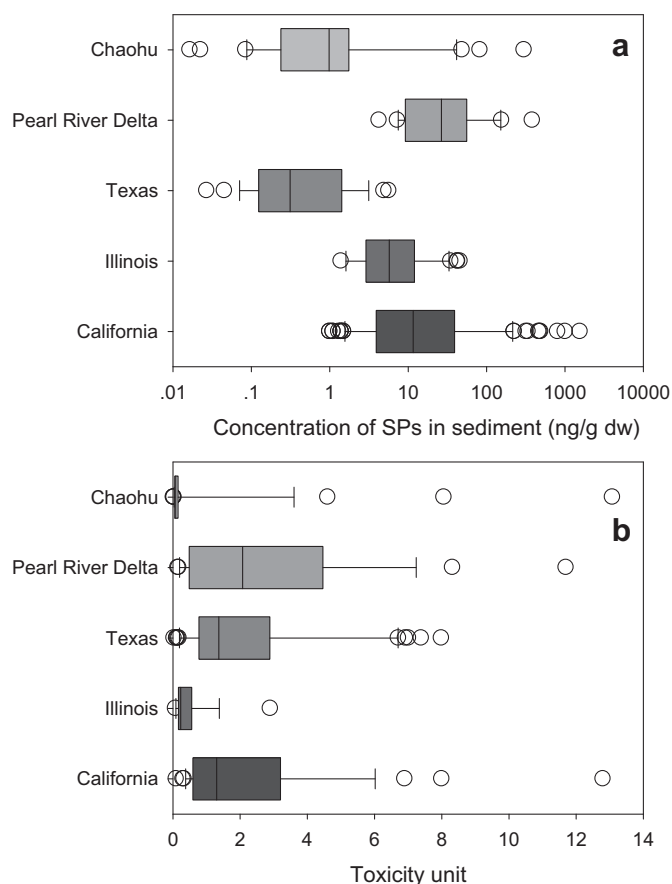 a
Chaohu
Pearl River Delta
Texas
Illinois
California
.01 .1 1 10 100 1000 10000
Concentration of SPs in sediment (ng/g dw)
b
Chaohu
Pearl River Delta
Texas
Illinois
California
0 2 4 6 8 10 12 14
Toxicity unit